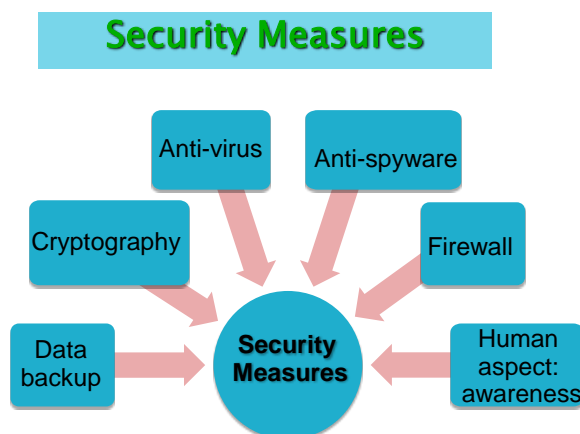 Security Measures
Anti-virus
Anti-spyware
Cryptography
Firewall
Data
backup
Security
Measures
Human
aspect:
awareness